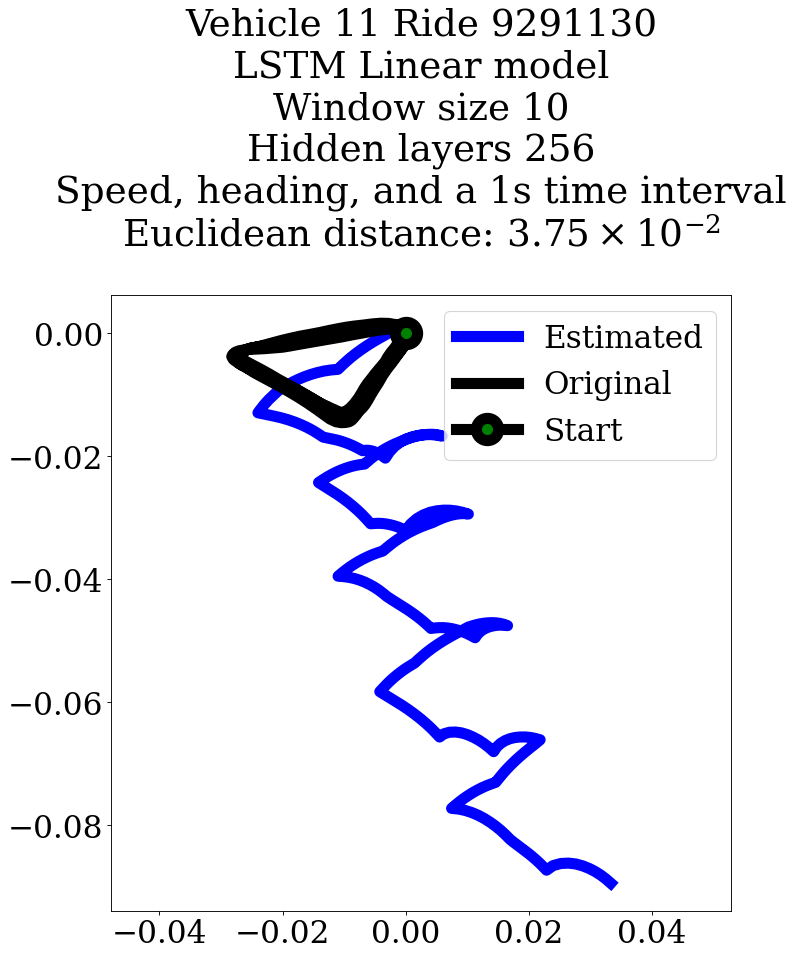 Vehicle 11 Ride 9291130
LSTM Linear model
Window size 10
Hidden layers 256
Speed, heading, and a 1s time interval
Euclidean distance: 3.75 × 10⁻²
Estimated
Original
Start
0.00
−0.02
−0.04
−0.06
−0.08
−0.04 −0.02 0.00 0.02 0.04